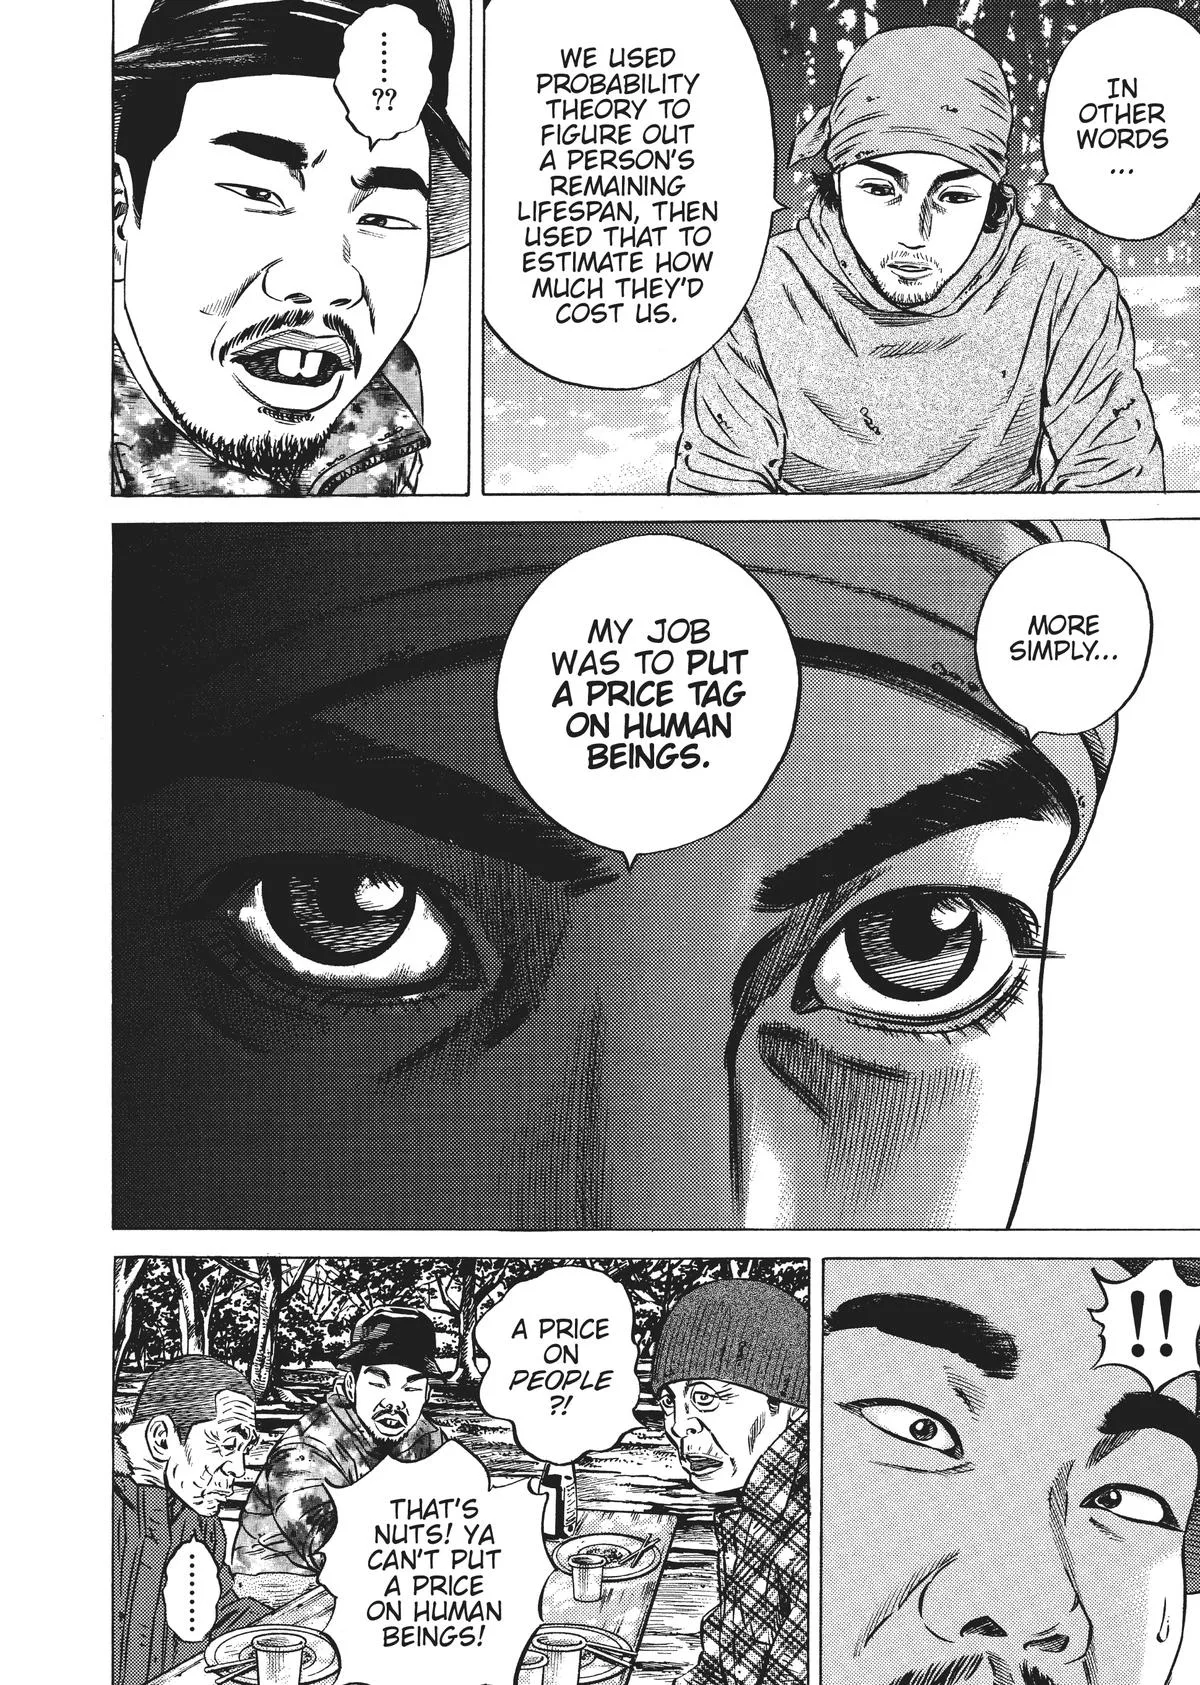 IN
OTHER
WORDS
...
WE USED
PROBABILITY
THEORY TO
FIGURE OUT
A PERSON'S
REMAINING
LIFESPAN, THEN
USED THAT TO
ESTIMATE HOW
MUCH THEY'D
COST US.
......
??
MORE
SIMPLY...
MY JOB
WAS TO PUT
A PRICE TAG
ON HUMAN
BEINGS.
!!
A PRICE
ON
PEOPLE
?!
THAT'S
NUTS! YA
CAN'T PUT
A PRICE
ON HUMAN
BEINGS!
........